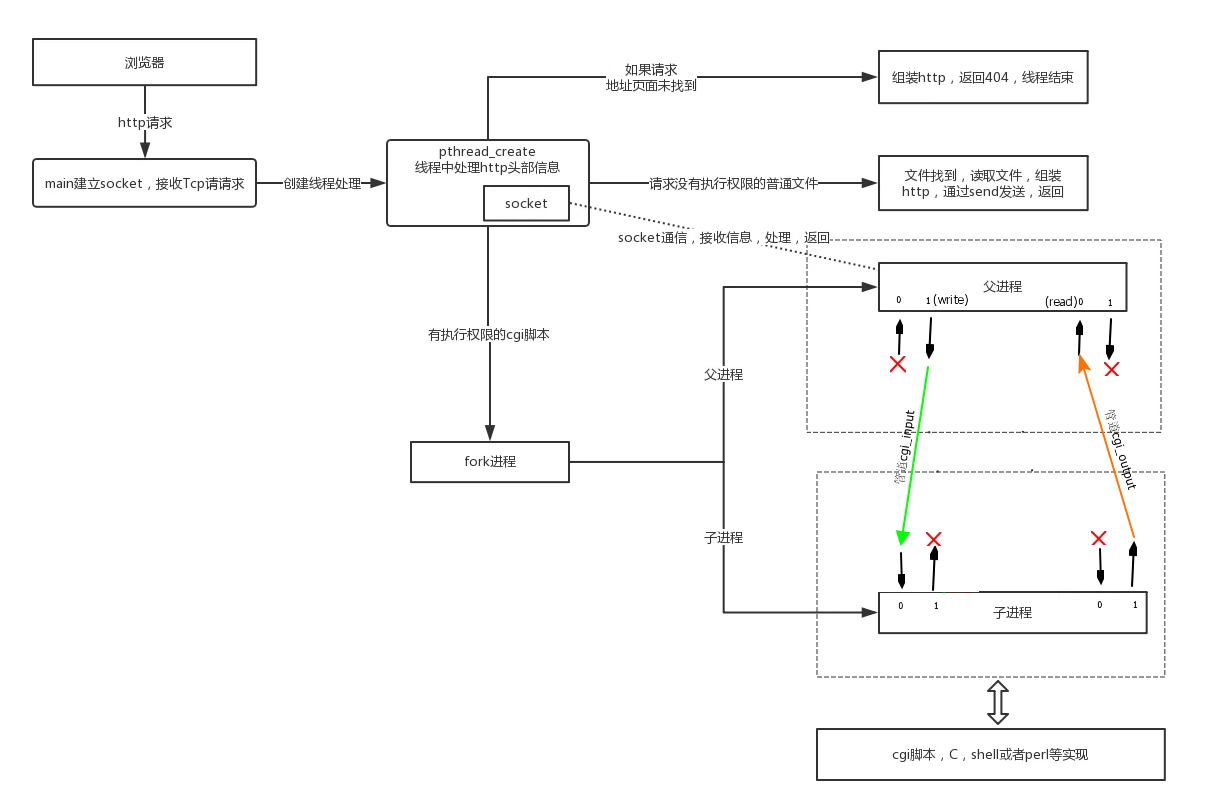 浏览器
http请求
main建立socket，接收Tcp请请求
创建线程处理
pthread_create
线程中处理http头部信息
socket
如果请求
地址页面未找到
组装http，返回404，线程结束
请求没有执行权限的普通文件
文件找到，读取文件，组装
http，通过send发送，返回
socket通信，接收信息，处理，返回
父进程
0 1 (write) (read) 0 1
有执行权限的cgi脚本
父进程
管道cgi_input
管道cgi_output
fork进程
子进程
0 1 子进程 0 1
cgi脚本，C，shell或者perl等实现